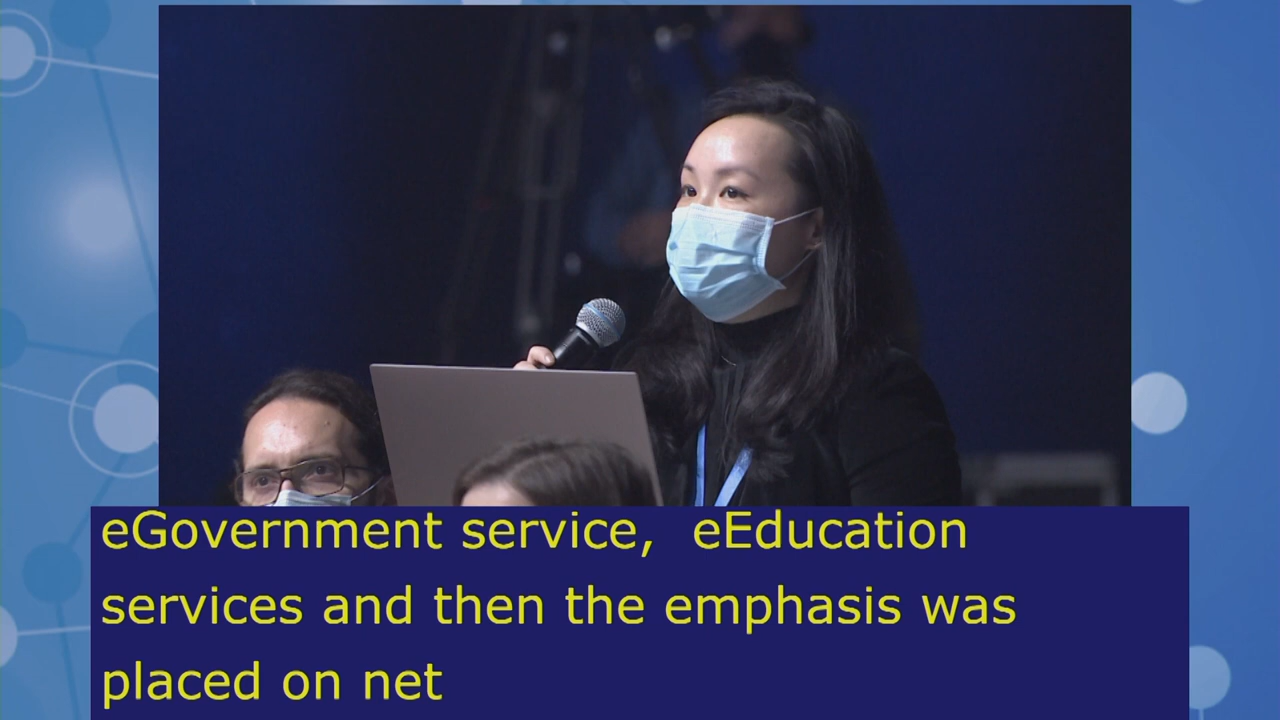 eGovernment service,  eEducation
services and then the emphasis was
placed on net